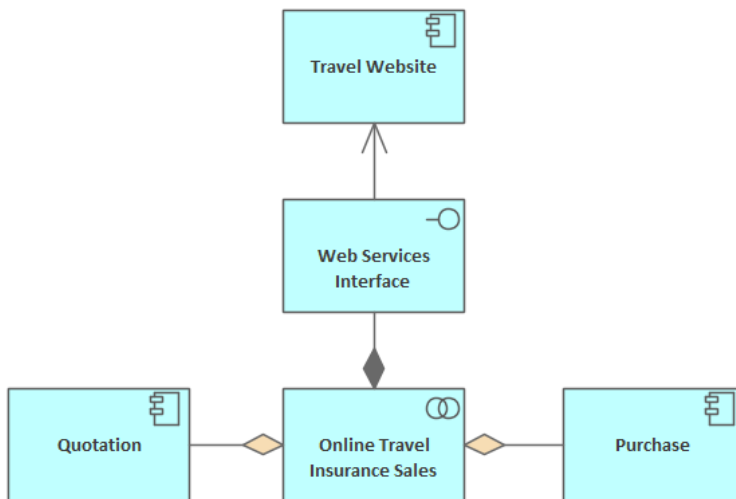 Travel Website
Web Services
Interface
Quotation
Online Travel
Insurance Sales
Purchase